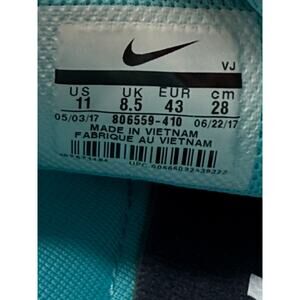 VJ
US UK EUR cm
11 8.5 43 28
05/03/17 806559-410 06/22/17
MADE IN VIETNAM
FABRIQUE AU VIETNAM